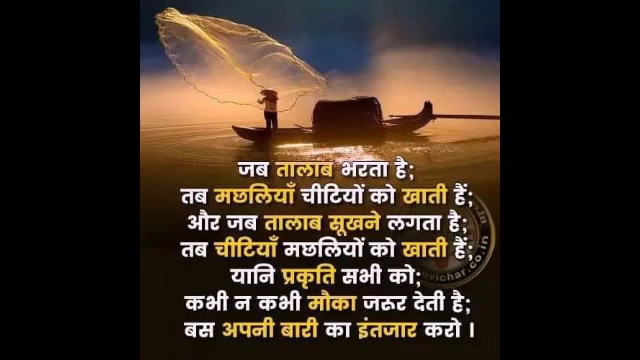 जब तालाब भरता है;
तब मछलियाँ चीटियों को खाती हैं;
और जब तालाब सूखने लगता है;
तब चीटियाँ मछलियों को खाती हैं;
यानि प्रकृति सभी को;
कभी न कभी मौका जरूर देती है;
बस अपनी बारी का इंतजार करो ।